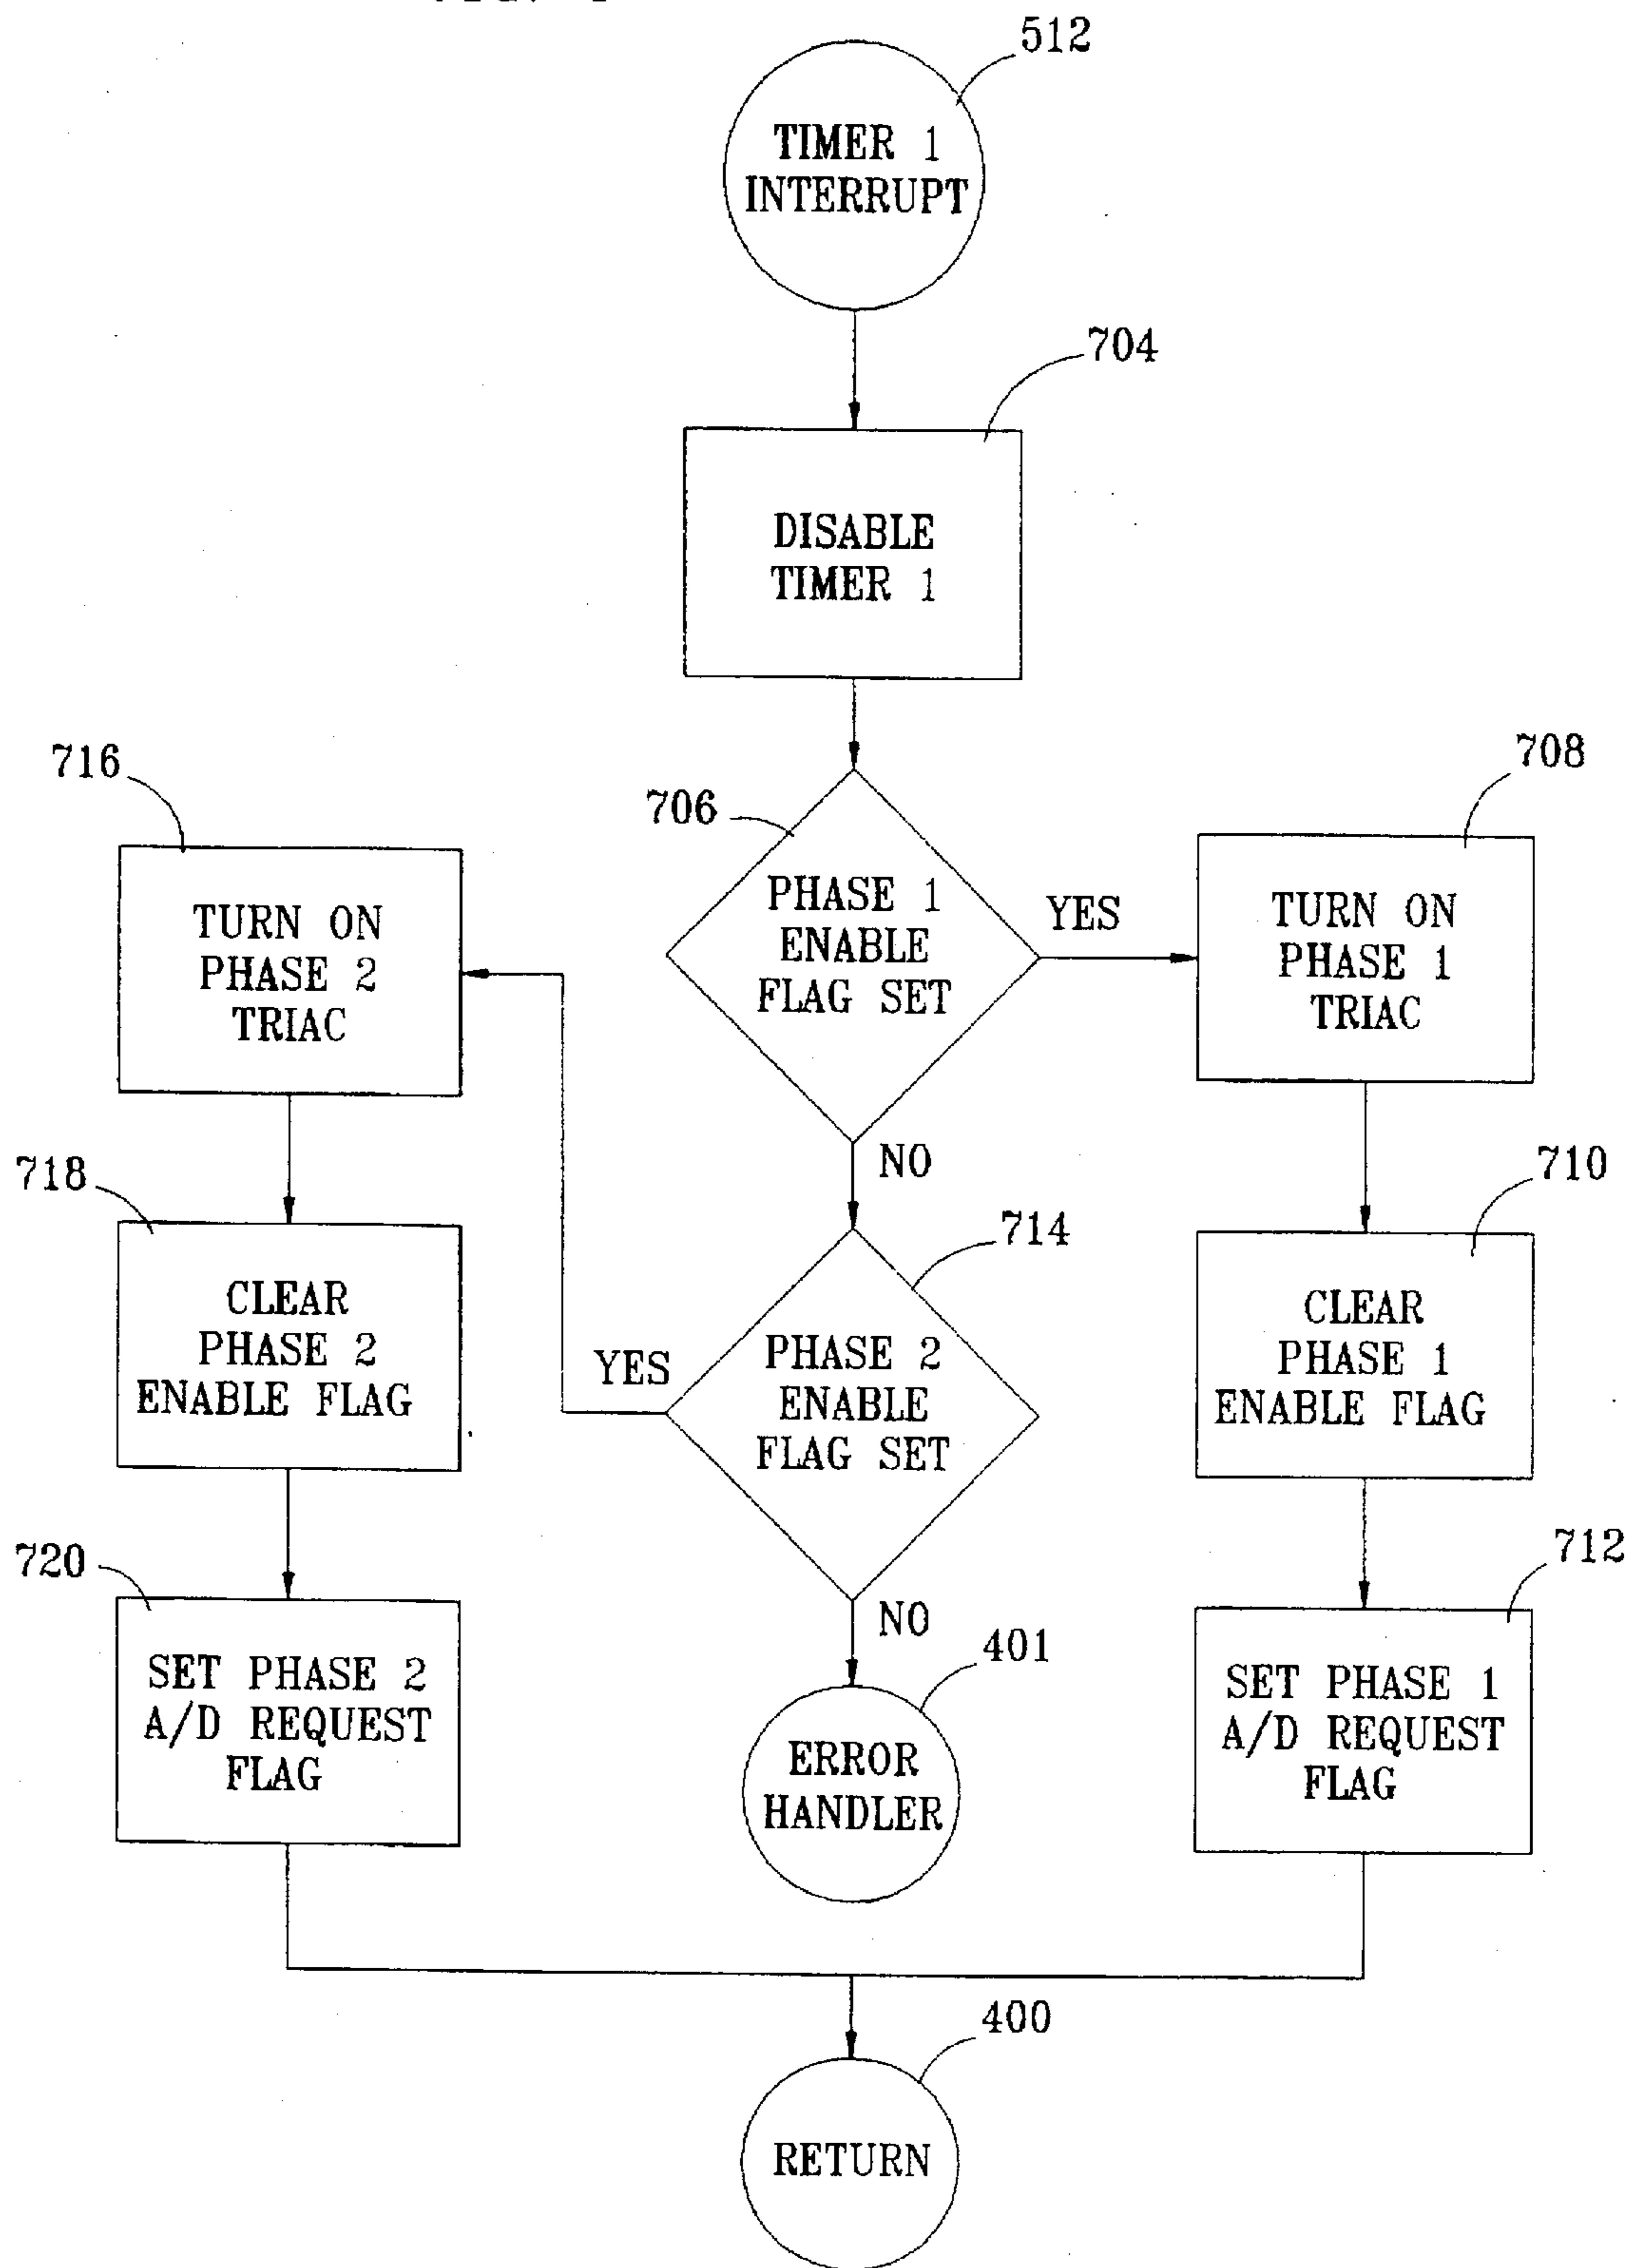 512
TIMER 1
INTERRUPT
704
DISABLE
TIMER 1
716
706
708
TURN ON
PHASE 2
TRIAC
PHASE 1
ENABLE
FLAG SET
YES
TURN ON
PHASE 1
TRIAC
NO
718
710
714
CLEAR
PHASE 2
ENABLE FLAG
YES
PHASE 2
ENABLE
FLAG SET
CLEAR
PHASE 1
ENABLE FLAG
720
712
NO
401
SET PHASE 2
A/D REQUEST
FLAG
ERROR
HANDLER
SET PHASE 1
A/D REQUEST
FLAG
400
RETURN